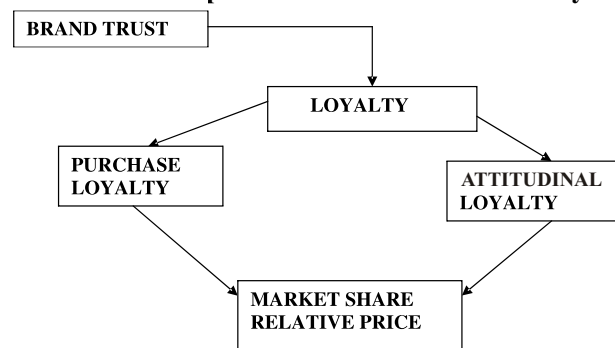 BRAND TRUST
LOYALTY
PURCHASE
LOYALTY
ATTITUDINAL
LOYALTY
MARKET SHARE
RELATIVE PRICE